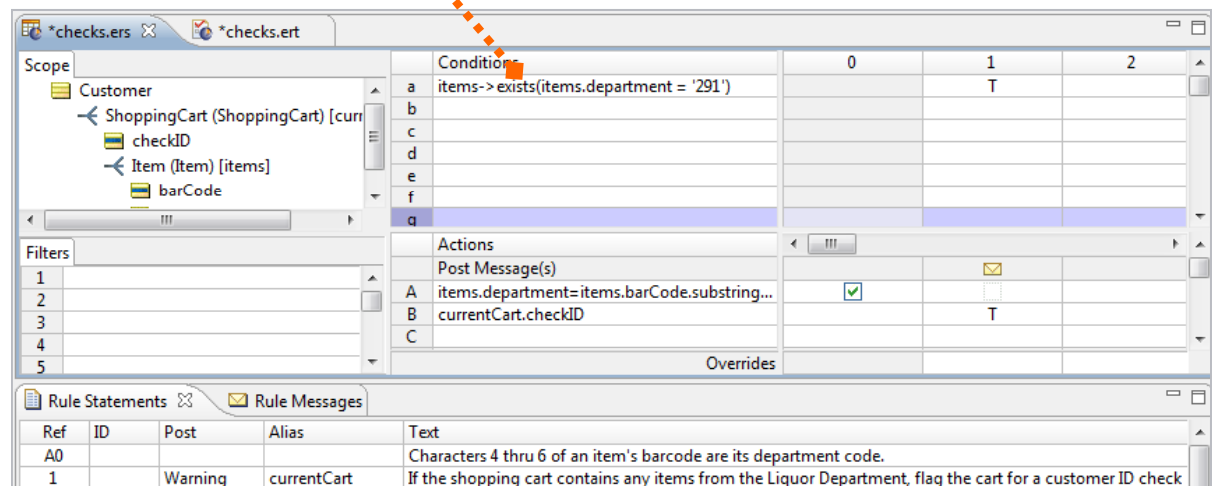 *checks.ers *checks.ert
Scope Conditions 0 1 2
Customer a items->exists(items.department = '291') T
ShoppingCart (ShoppingCart) [curr b
checkID c
d
Item (Item) [items] e
barCode f
g
Filters Actions
Post Message(s)
1 A items.department=items.barCode.substring...
2 B currentCart.checkID T
3 C
4
5 Overrides
Rule Statements Rule Messages
Ref ID Post Alias Text
A0 Characters 4 thru 6 of an item's barcode are its department code.
1 Warning currentCart If the shopping cart contains any items from the Liquor Department, flag the cart for a customer ID check